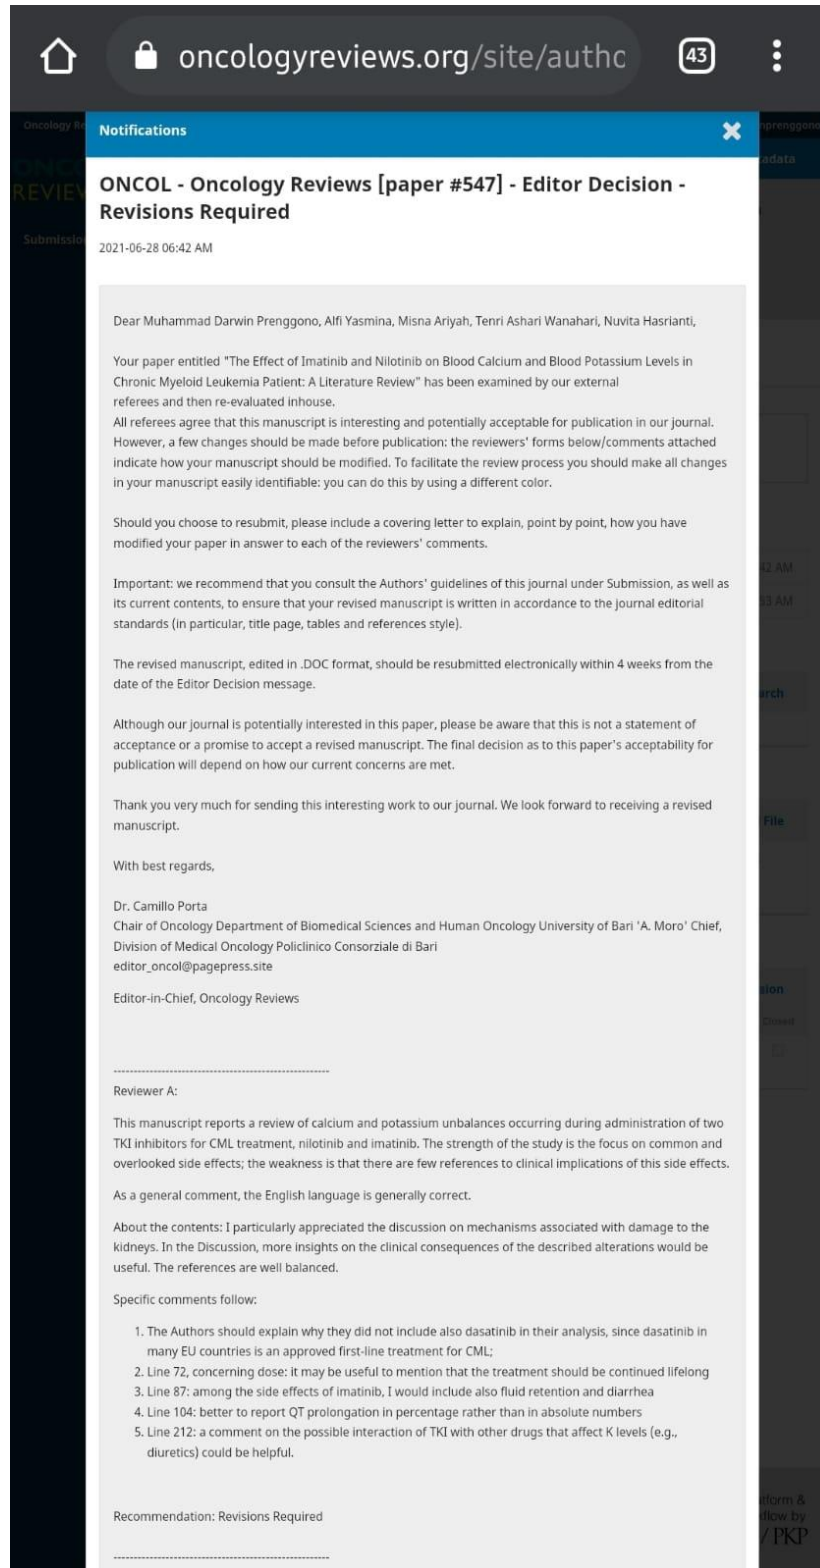 oncologyreviews.org/site/autho
43
Oncology Re
Notifications
nprenggono
ONCO
REVIEW
adata
Submission
ONCOL - Oncology Reviews [paper #547] - Editor Decision -
Revisions Required
2021-06-28 06:42 AM
Dear Muhammad Darwin Prenggono, Alfi Yasmina, Misna Ariyah, Tenri Ashari Wanahari, Nuvita Hasrianti,
Your paper entitled "The Effect of Imatinib and Nilotinib on Blood Calcium and Blood Potassium Levels in
Chronic Myeloid Leukemia Patient: A Literature Review" has been examined by our external
referees and then re-evaluated inhouse.
All referees agree that this manuscript is interesting and potentially acceptable for publication in our journal.
However, a few changes should be made before publication: the reviewers' forms below/comments attached
indicate how your manuscript should be modified. To facilitate the review process you should make all changes
in your manuscript easily identifiable: you can do this by using a different color.
Should you choose to resubmit, please include a covering letter to explain, point by point, how you have
modified your paper in answer to each of the reviewers' comments.
42 AM
Important: we recommend that you consult the Authors' guidelines of this journal under Submission, as well as
its current contents, to ensure that your revised manuscript is written in accordance to the journal editorial
33 AM
standards (in particular, title page, tables and references style).
The revised manuscript, edited in .DOC format, should be resubmitted electronically within 4 weeks from the
date of the Editor Decision message.
arch
Although our journal is potentially interested in this paper, please be aware that this is not a statement of
acceptance or a promise to accept a revised manuscript. The final decision as to this paper's acceptability for
publication will depend on how our current concerns are met.
Thank you very much for sending this interesting work to our journal. We look forward to receiving a revised
manuscript.
File
With best regards,
Dr. Camillo Porta
Chair of Oncology Department of Biomedical Sciences and Human Oncology University of Bari 'A. Moro' Chief,
Division of Medical Oncology Policlinico Consorziale di Bari
editor_oncol@pagepress.site
Editor-in-Chief, Oncology Reviews
sion
Closed
------------------------------------------------------
Reviewer A:
This manuscript reports a review of calcium and potassium unbalances occurring during administration of two
TKI inhibitors for CML treatment, nilotinib and imatinib. The strength of the study is the focus on common and
overlooked side effects; the weakness is that there are few references to clinical implications of this side effects.
As a general comment, the English language is generally correct.
About the contents: I particularly appreciated the discussion on mechanisms associated with damage to the
kidneys. In the Discussion, more insights on the clinical consequences of the described alterations would be
useful. The references are well balanced.
Specific comments follow:
1. The Authors should explain why they did not include also dasatinib in their analysis, since dasatinib in
many EU countries is an approved first-line treatment for CML;
2. Line 72, concerning dose: it may be useful to mention that the treatment should be continued lifelong
3. Line 87: among the side effects of imatinib, I would include also fluid retention and diarrhea
4. Line 104: better to report QT prolongation in percentage rather than in absolute numbers
5. Line 212: a comment on the possible interaction of TKI with other drugs that affect K levels (e.g.,
diuretics) could be helpful.
Recommendation: Revisions Required
tform &
flow by
/ PKP
------------------------------------------------------